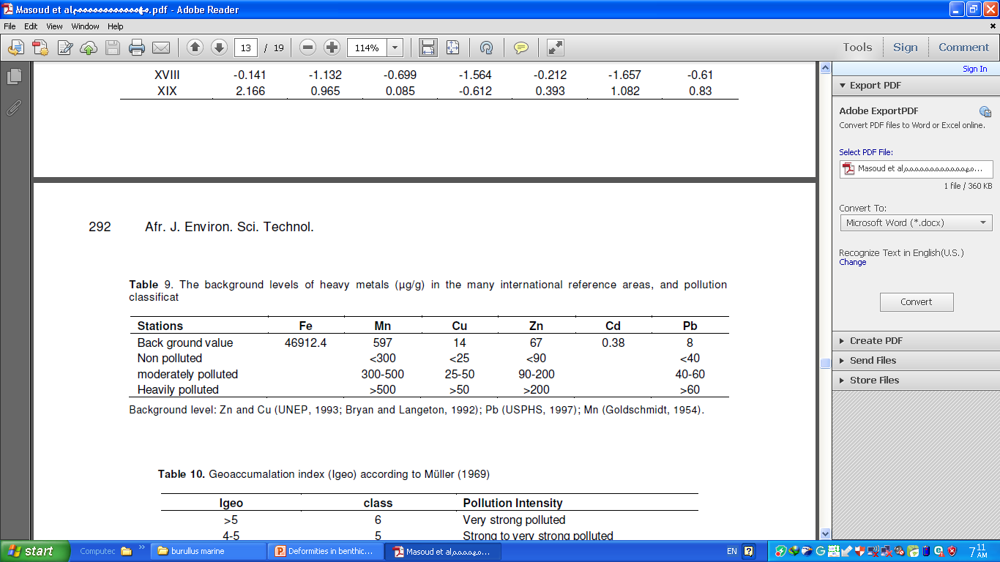 Masoud et alمممممممممممممعهم.pdf - Adobe Reader
File Edit View Window Help
13 / 19 114% Tools Sign Comment
Sign In
XVIII -0.141 -1.132 -0.699 -1.564 -0.212 -1.657 -0.61
XIX 2.166 0.965 0.085 -0.612 0.393 1.082 0.83
292 Afr. J. Environ. Sci. Technol.
Table 9. The background levels of heavy metals (µg/g) in the many international reference areas, and pollution
classificat
Stations Fe Mn Cu Zn Cd Pb
Back ground value 46912.4 597 14 67 0.38 8
Non polluted <300 <25 <90 <40
moderately polluted 300-500 25-50 90-200 40-60
Heavily polluted >500 >50 >200 >60
Background level: Zn and Cu (UNEP, 1993; Bryan and Langeton, 1992); Pb (USPHS, 1997); Mn (Goldschmidt, 1954).
Table 10. Geoaccumalation index (Igeo) according to Müller (1969)
Igeo class Pollution Intensity
>5 6 Very strong polluted
4-5 5 Strong to very strong polluted
Export PDF
Adobe ExportPDF
Convert PDF files to Word or Excel online.
Select PDF File:
Masoud et alمممممممممممعهم...
1 file / 360 KB
Convert To:
Microsoft Word (*.docx)
Recognize Text in English(U.S.)
Change
Convert
Create PDF
Send Files
Store Files
start Computec » burullus marine Deformities in benthic... Masoud et alمممممعهم... EN 7 11 AM